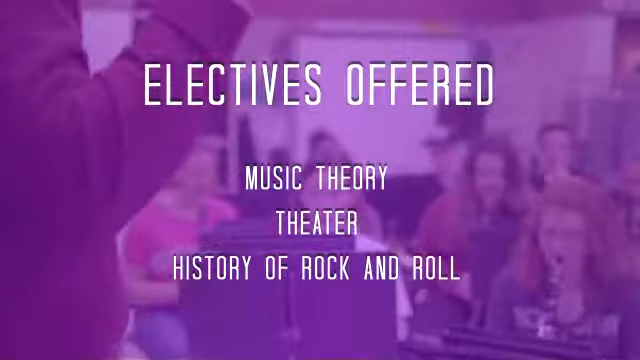 ELECTIVES OFFERED
MUSIC THEORY
THEATER
HISTORY OF ROCK AND ROLL